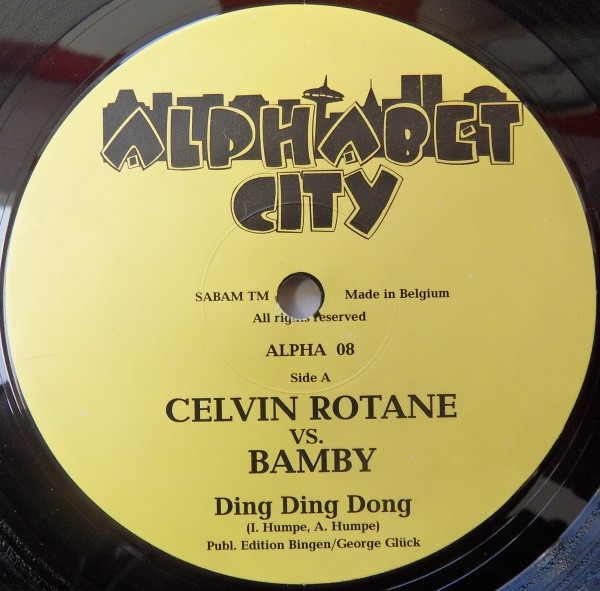 ALPHABET
CITY
SABAM TM Made in Belgium
All rights reserved
ALPHA 08
Side A
CELVIN ROTANE
VS.
BAMBY
Ding Ding Dong
(I. Humpe, A. Humpe)
Publ. Edition Bingen/George Glück